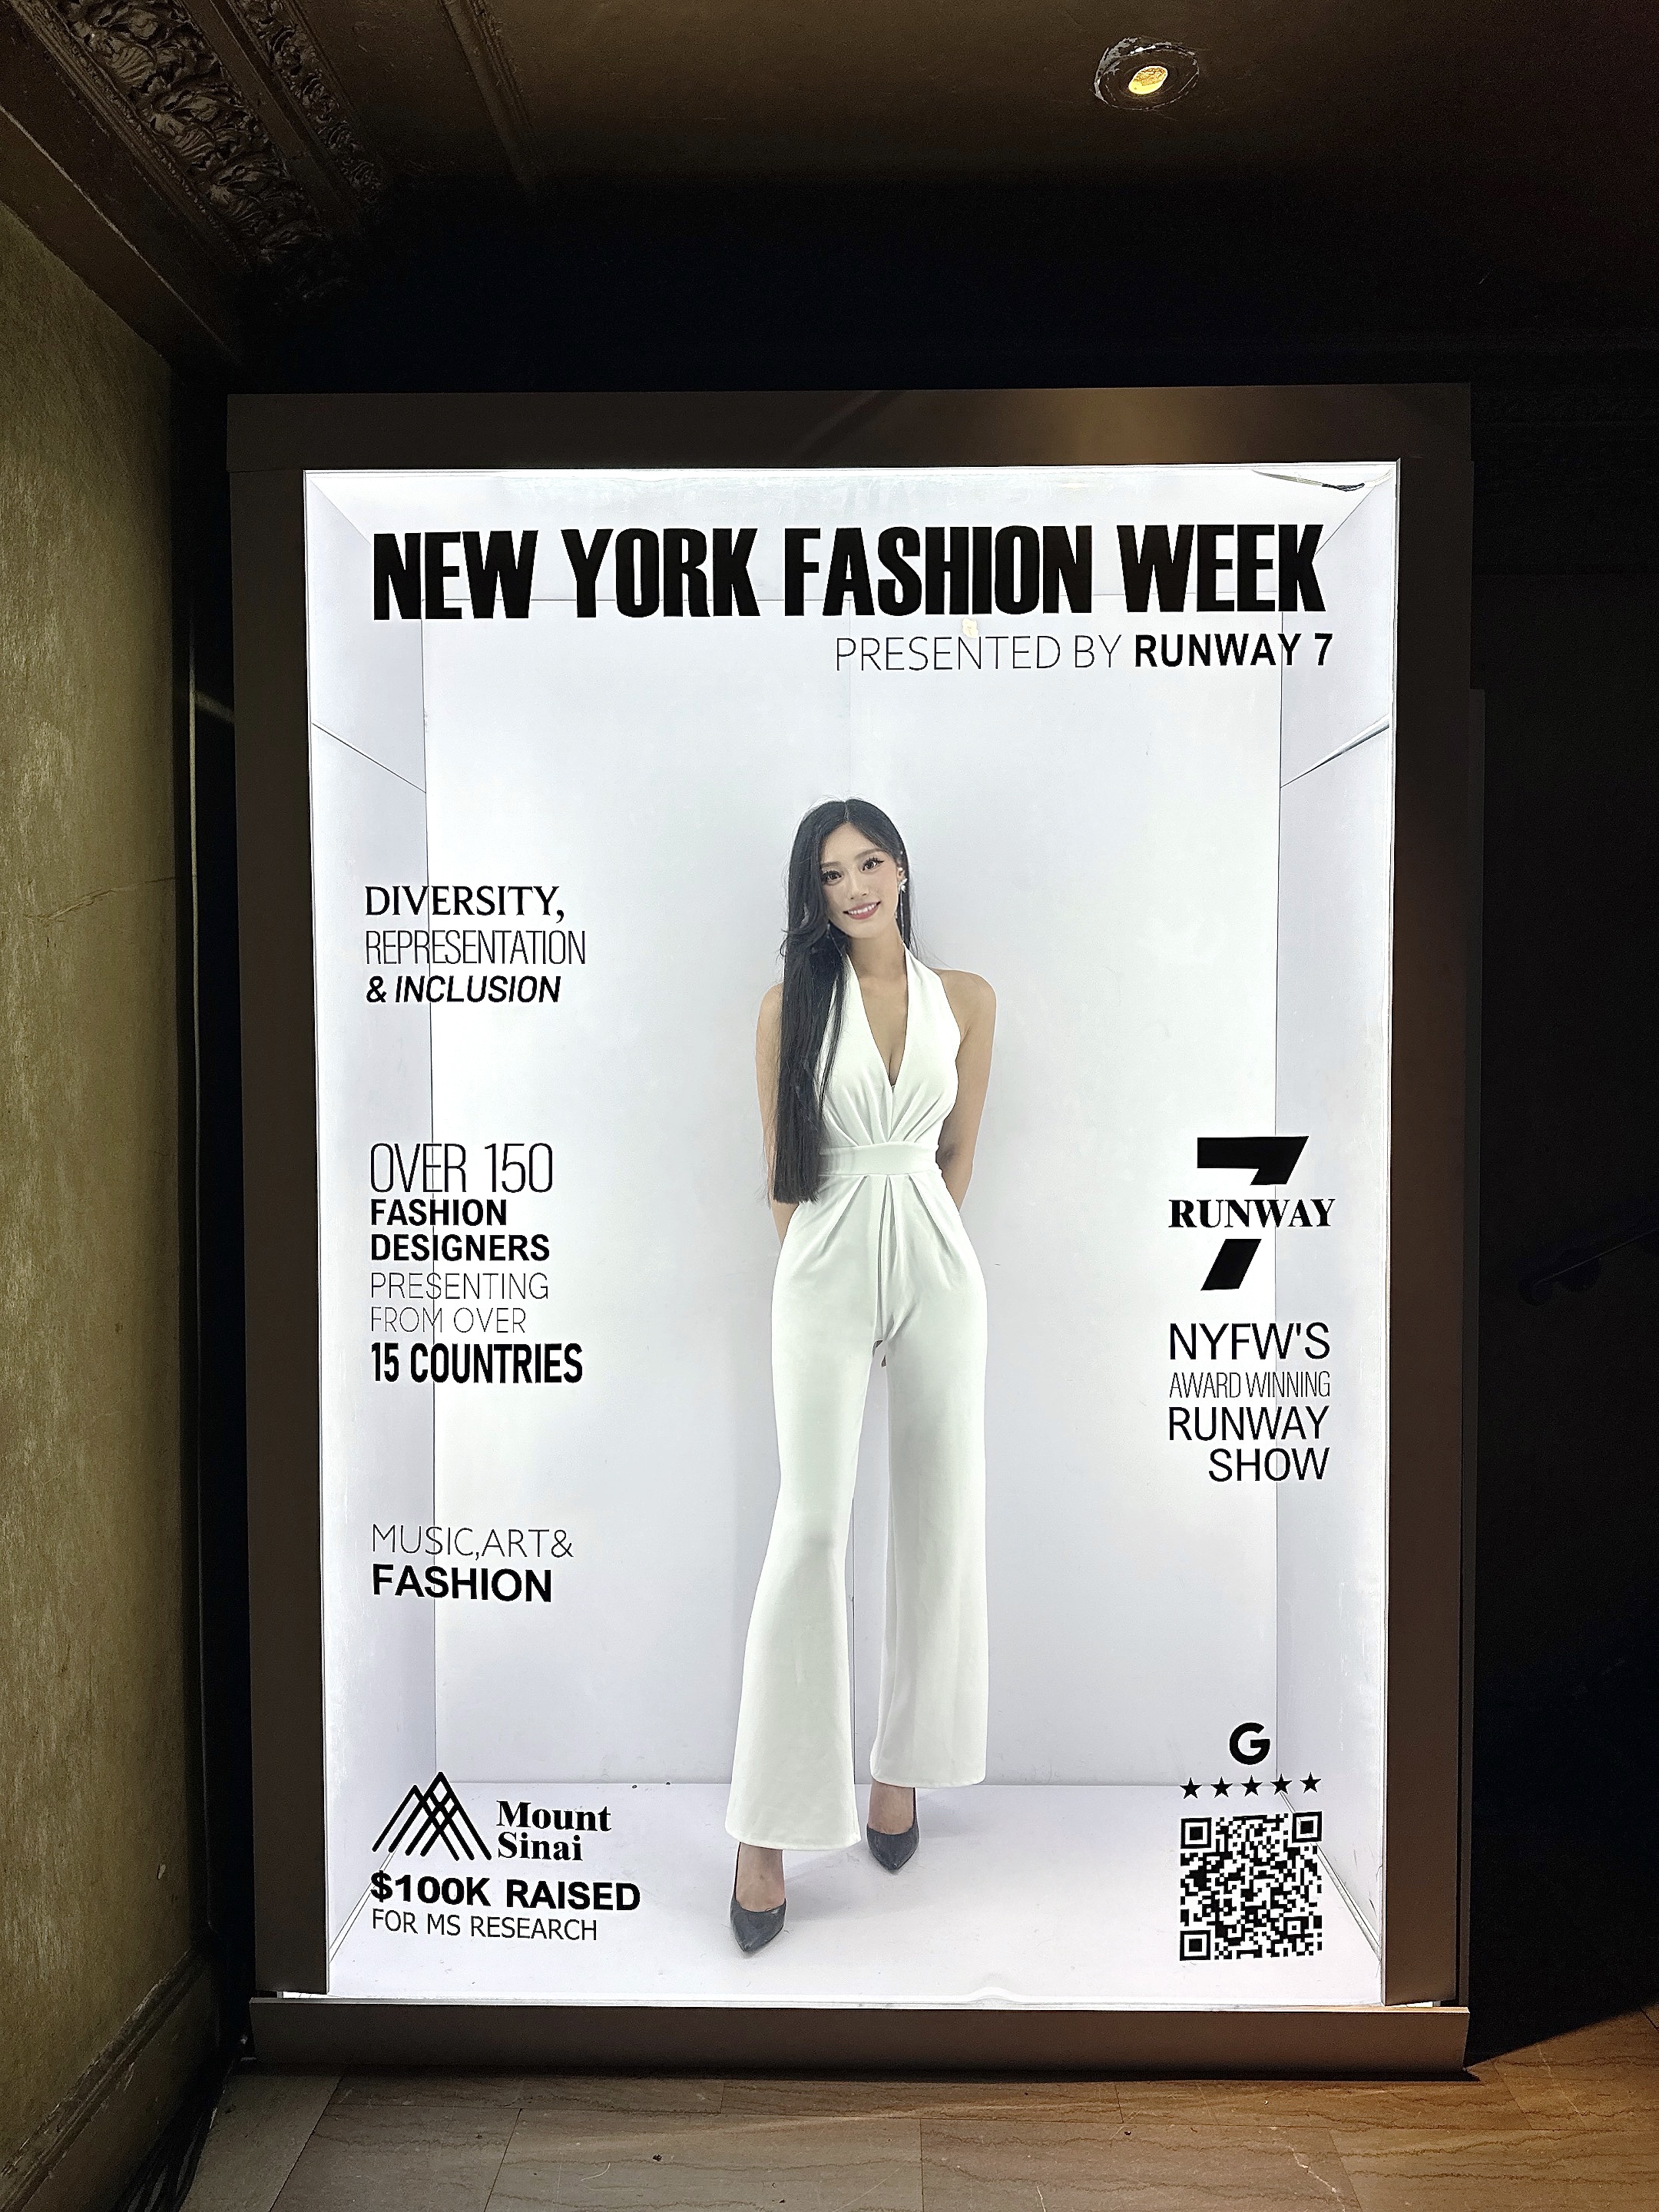 NEW YORK FASHION WEEK
PRESENTED BY RUNWAY 7
DIVERSITY,
REPRESENTATION
& INCLUSION
OVER 150
FASHION
DESIGNERS
PRESENTING
FROM OVER
15 COUNTRIES
MUSIC,ART&
FASHION
Mount
Sinai
$100K RAISED
FOR MS RESEARCH
7
RUNWAY
NYFW'S
AWARD WINNING
RUNWAY
SHOW
G
★★★★★